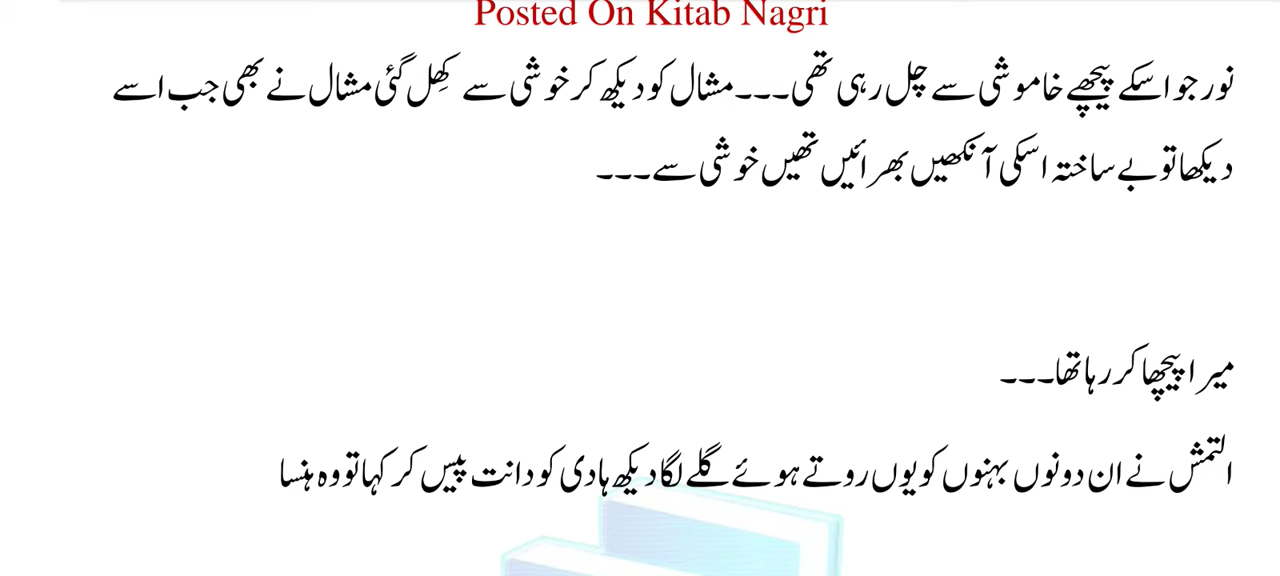 Posted On Kitab Nagri
نور جو اسکے پیچھے خاموشی سے چل رہی تھی۔۔۔مشال کو دیکھ کر خوشی سے کھِل گئی مشال نے بھی جب اسے
دیکھا تو بے ساختہ اسکی آنکھیں بھرائیں تھیں خوشی سے۔۔۔
میرا پیچھا کر رہا تھا۔۔۔
التمش نے ان دونوں بہنوں کو یوں روتے ہوئے گلے لگا دیکھ ہادی کو دانت پیس کر کہا تو وہ ہنسا